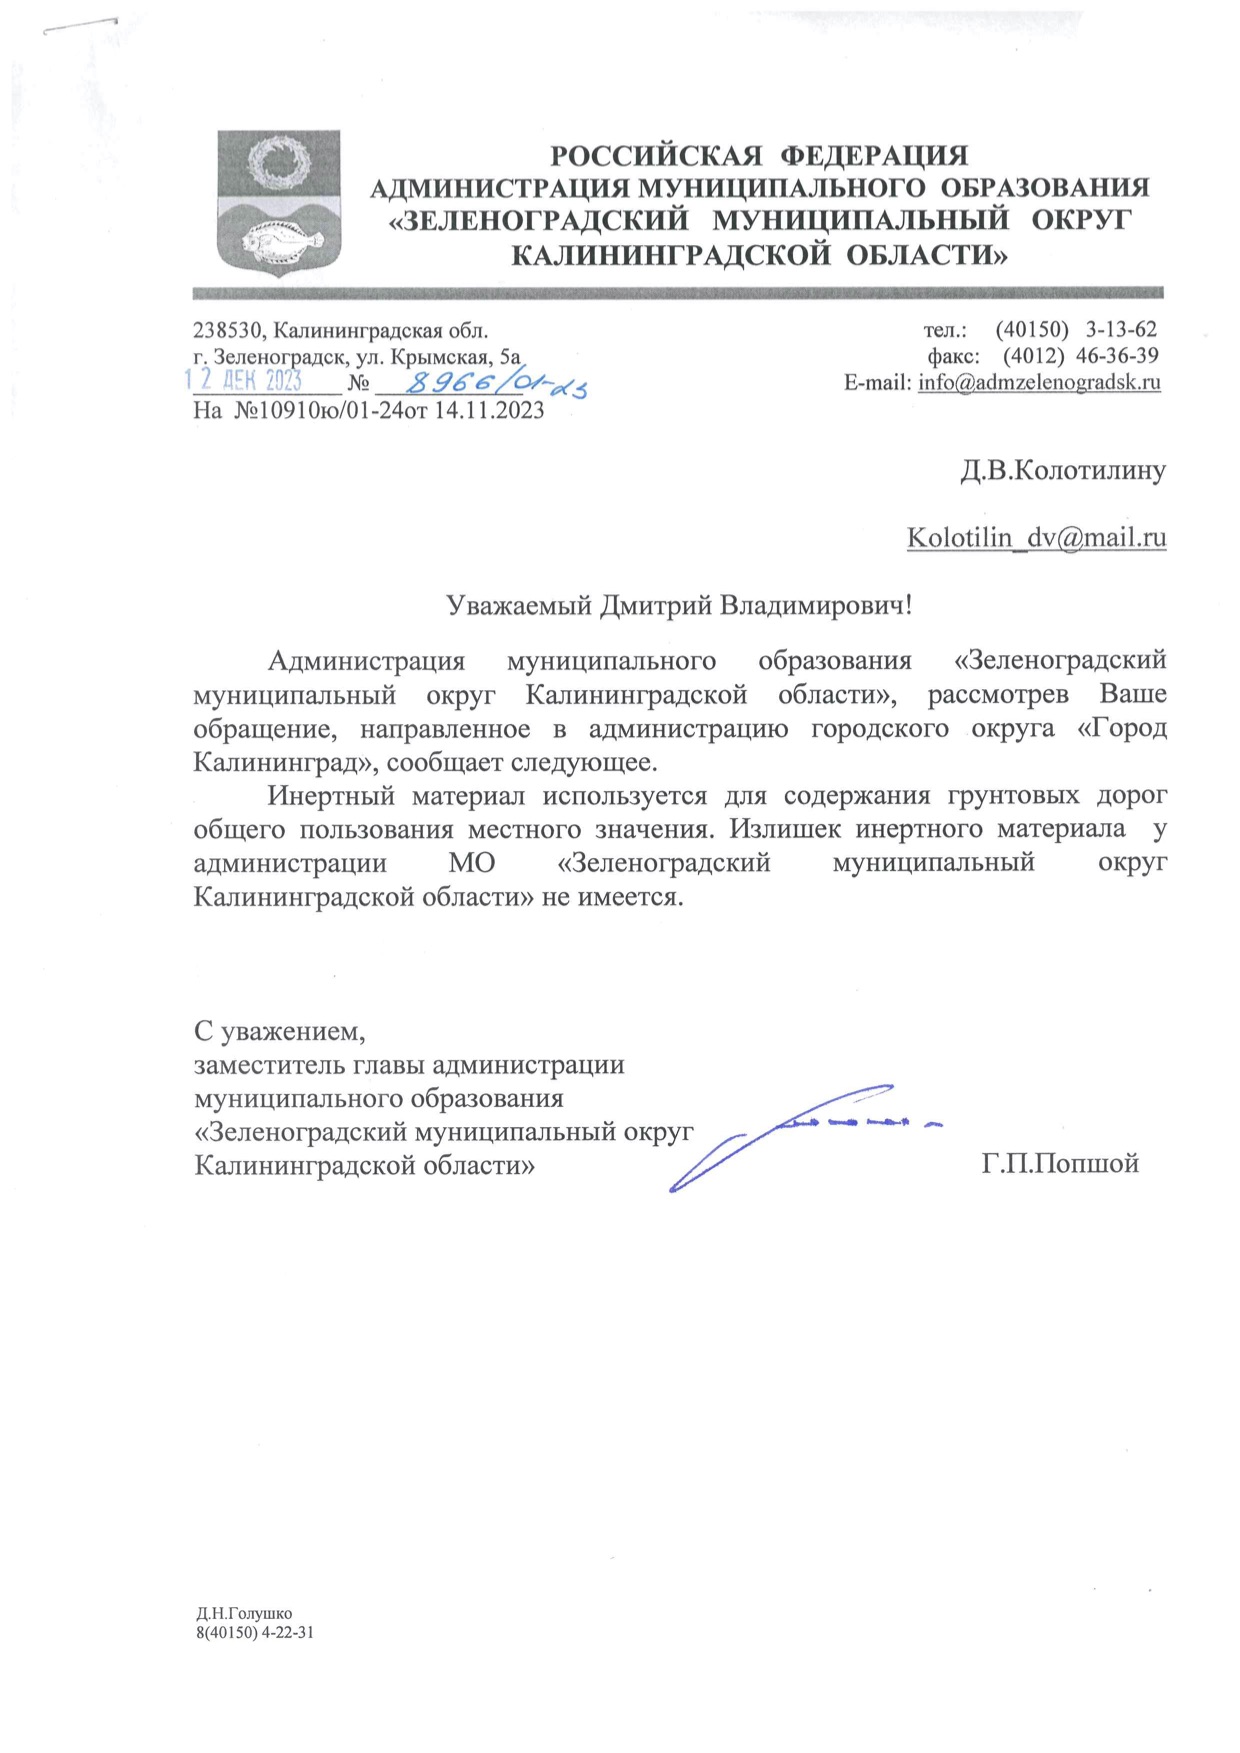 РОССИЙСКАЯ ФЕДЕРАЦИЯ
АДМИНИСТРАЦИЯ МУНИЦИПАЛЬНОГО ОБРАЗОВАНИЯ
«ЗЕЛЕНОГРАДСКИЙ МУНИЦИПАЛЬНЫЙ ОКРУГ
КАЛИНИНГРАДСКОЙ ОБЛАСТИ»
238530, Калининградская обл.
г. Зеленоградск, ул. Крымская, 5а
12 ДЕК 2023 № 8966/01-23
На №10910ю/01-24от 14.11.2023
тел.: (40150) 3-13-62
факс: (4012) 46-36-39
E-mail: info@admzelenogradsk.ru
Д.В.Колотилину
Kolotilin_dv@mail.ru
Уважаемый Дмитрий Владимирович!
Администрация муниципального образования «Зеленоградский
муниципальный округ Калининградской области», рассмотрев Ваше
обращение, направленное в администрацию городского округа «Город
Калининград», сообщает следующее.
Инертный материал используется для содержания грунтовых дорог
общего пользования местного значения. Излишек инертного материала у
администрации МО «Зеленоградский муниципальный округ
Калининградской области» не имеется.
С уважением,
заместитель главы администрации
муниципального образования
«Зеленоградский муниципальный округ
Калининградской области»
Г.П.Попшой
Д.Н.Голушко
8(40150) 4-22-31